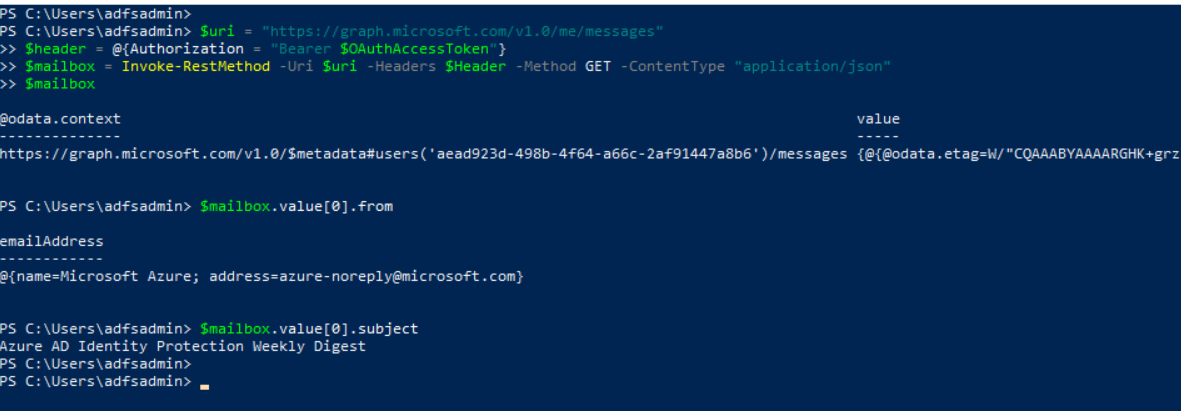 PS C:\Users\adfsadmin>
PS C:\Users\adfsadmin> $uri = "https://graph.microsoft.com/v1.0/me/messages"
>> $header = @{Authorization = "Bearer $OAuthAccessToken"}
>> $mailbox = Invoke-RestMethod -Uri $uri -Headers $Header -Method GET -ContentType "application/json"
>> $mailbox
@odata.context value
-------------- -----
https://graph.microsoft.com/v1.0/$metadata#users('aead923d-498b-4f64-a66c-2af91447a8b6')/messages {@{@odata.etag=W/"CQAAABYAAAARGHK+grz
PS C:\Users\adfsadmin> $mailbox.value[0].from
emailAddress
------------
@{name=Microsoft Azure; address=azure-noreply@microsoft.com}
PS C:\Users\adfsadmin> $mailbox.value[0].subject
Azure AD Identity Protection Weekly Digest
PS C:\Users\adfsadmin>
PS C:\Users\adfsadmin>